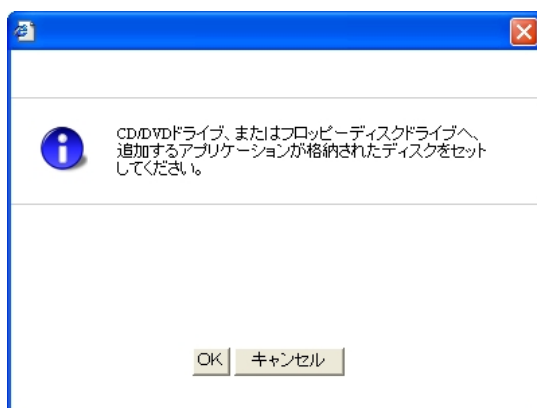 CD/DVDドライブ、またはフロッピーディスクドライブへ、
追加するアプリケーションが格納されたディスクをセット
してください。
OK キャンセル